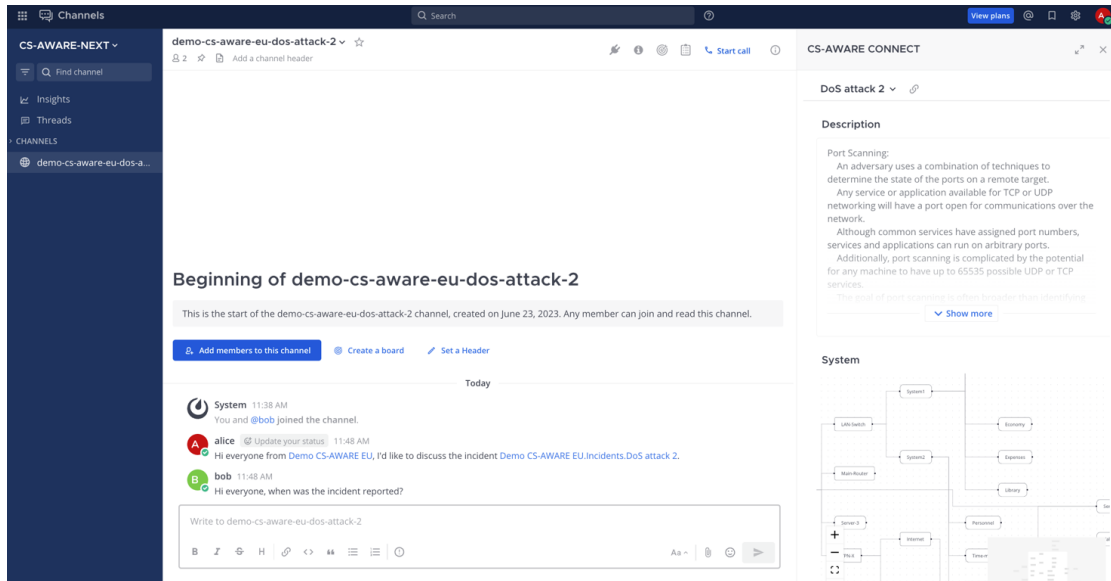 Channels
Search
View plans
A
CS-AWARE-NEXT
Find channel
Insights
Threads
CHANNELS
demo-cs-aware-eu-dos-a...
demo-cs-aware-eu-dos-attack-2
2
Add a channel header
Start call
Beginning of demo-cs-aware-eu-dos-attack-2
This is the start of the demo-cs-aware-eu-dos-attack-2 channel, created on June 23, 2023. Any member can join and read this channel.
Add members to this channel
Create a board
Set a Header
Today
System 11:38 AM
You and @bob joined the channel.
A
alice Update your status 11:48 AM
Hi everyone from Demo CS-AWARE EU, I'd like to discuss the incident Demo CS-AWARE EU.Incidents.DoS attack 2.
B
bob 11:48 AM
Hi everyone, when was the incident reported?
Write to demo-cs-aware-eu-dos-attack-2
B I S H
Aa
CS-AWARE CONNECT
DoS attack 2
Description
Port Scanning:
An adversary uses a combination of techniques to
determine the state of the ports on a remote target.
Any service or application available for TCP or UDP
networking will have a port open for communications over the
network.
Although common services have assigned port numbers,
services and applications can run on arbitrary ports.
Additionally, port scanning is complicated by the potential
for any machine to have up to 65535 possible UDP or TCP
services.
The goal of port scanning is often broader than identifying
Show more
System
System1
LAN-Switch
Economy
System2
Expenses
Main-Router
Library
Server-3
Personnel
Internet